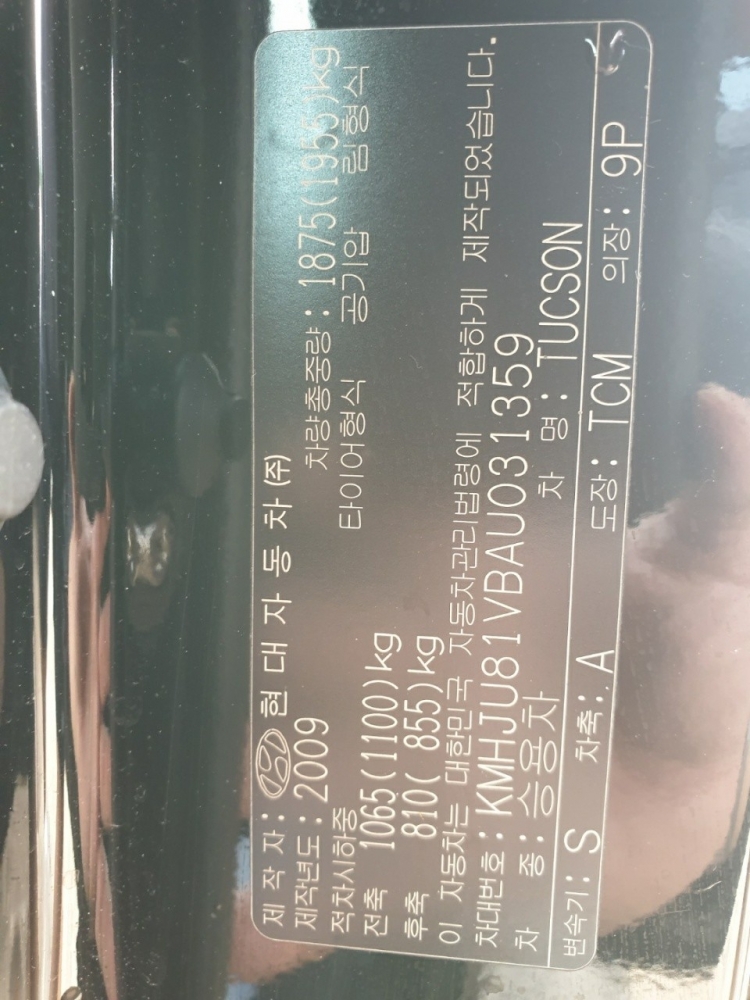 제 작 자 : 현 대 자 동 차 (주)
제작년도 : 2009 차량총중량 : 1875(1955)kg
적차시하중 타이어형식 공기압 림형식
전축 1065(1100)kg
후축 810( 855)kg
이 자동차는 대한민국 자동차관리법령에 적합하게 제작되었습니다.
차대번호 : KMHJU81VBAU031359
차 종 : 승용차 차 명 : TUCSON
변속기 : S 차축 : A 도장 : TCM 의장 : 9P